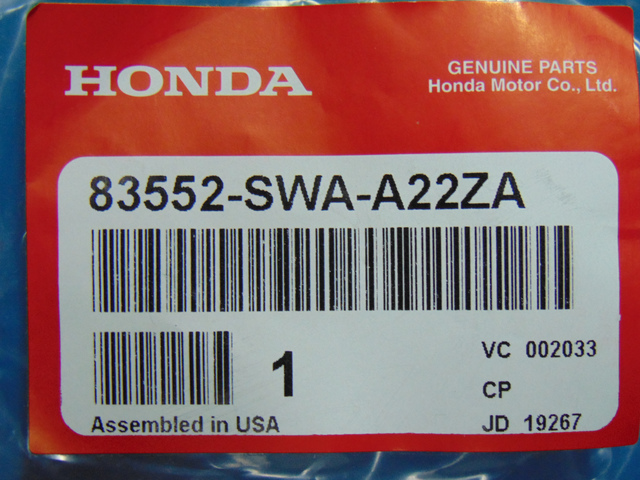 HONDA
GENUINE PARTS
Honda Motor Co., Ltd.
83552-SWA-A22ZA
1
VC 002033
CP
Assembled in USA
JD 19267